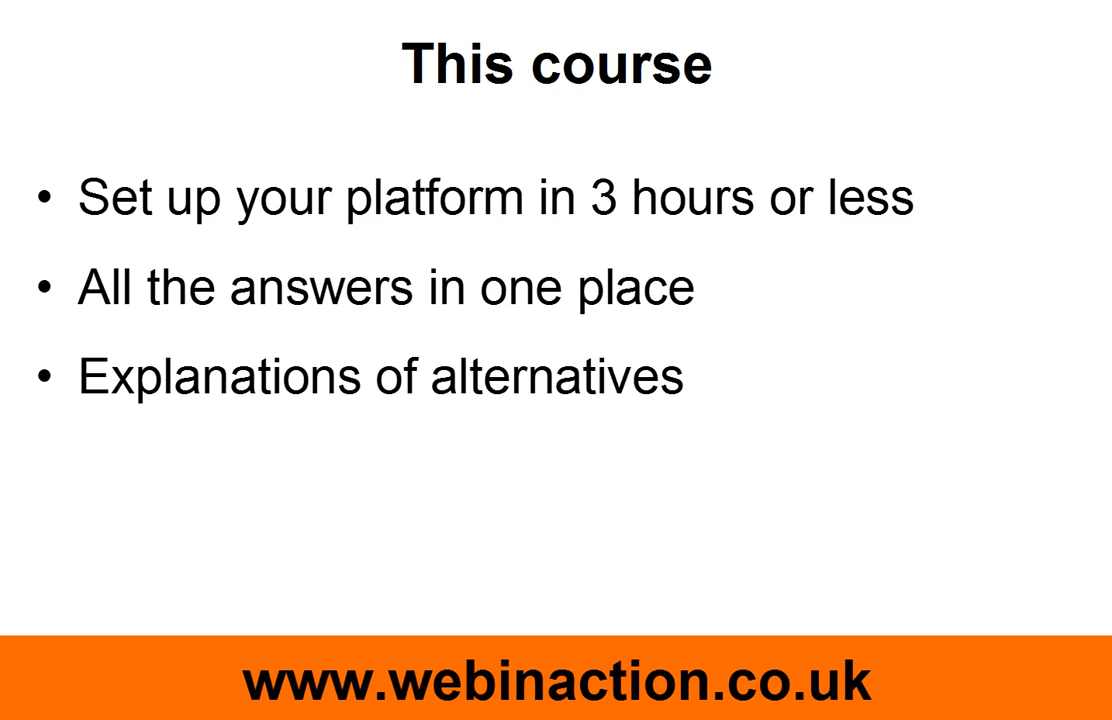 This course
• Set up your platform in 3 hours or less
• All the answers in one place
• Explanations of alternatives
www.webinaction.co.uk